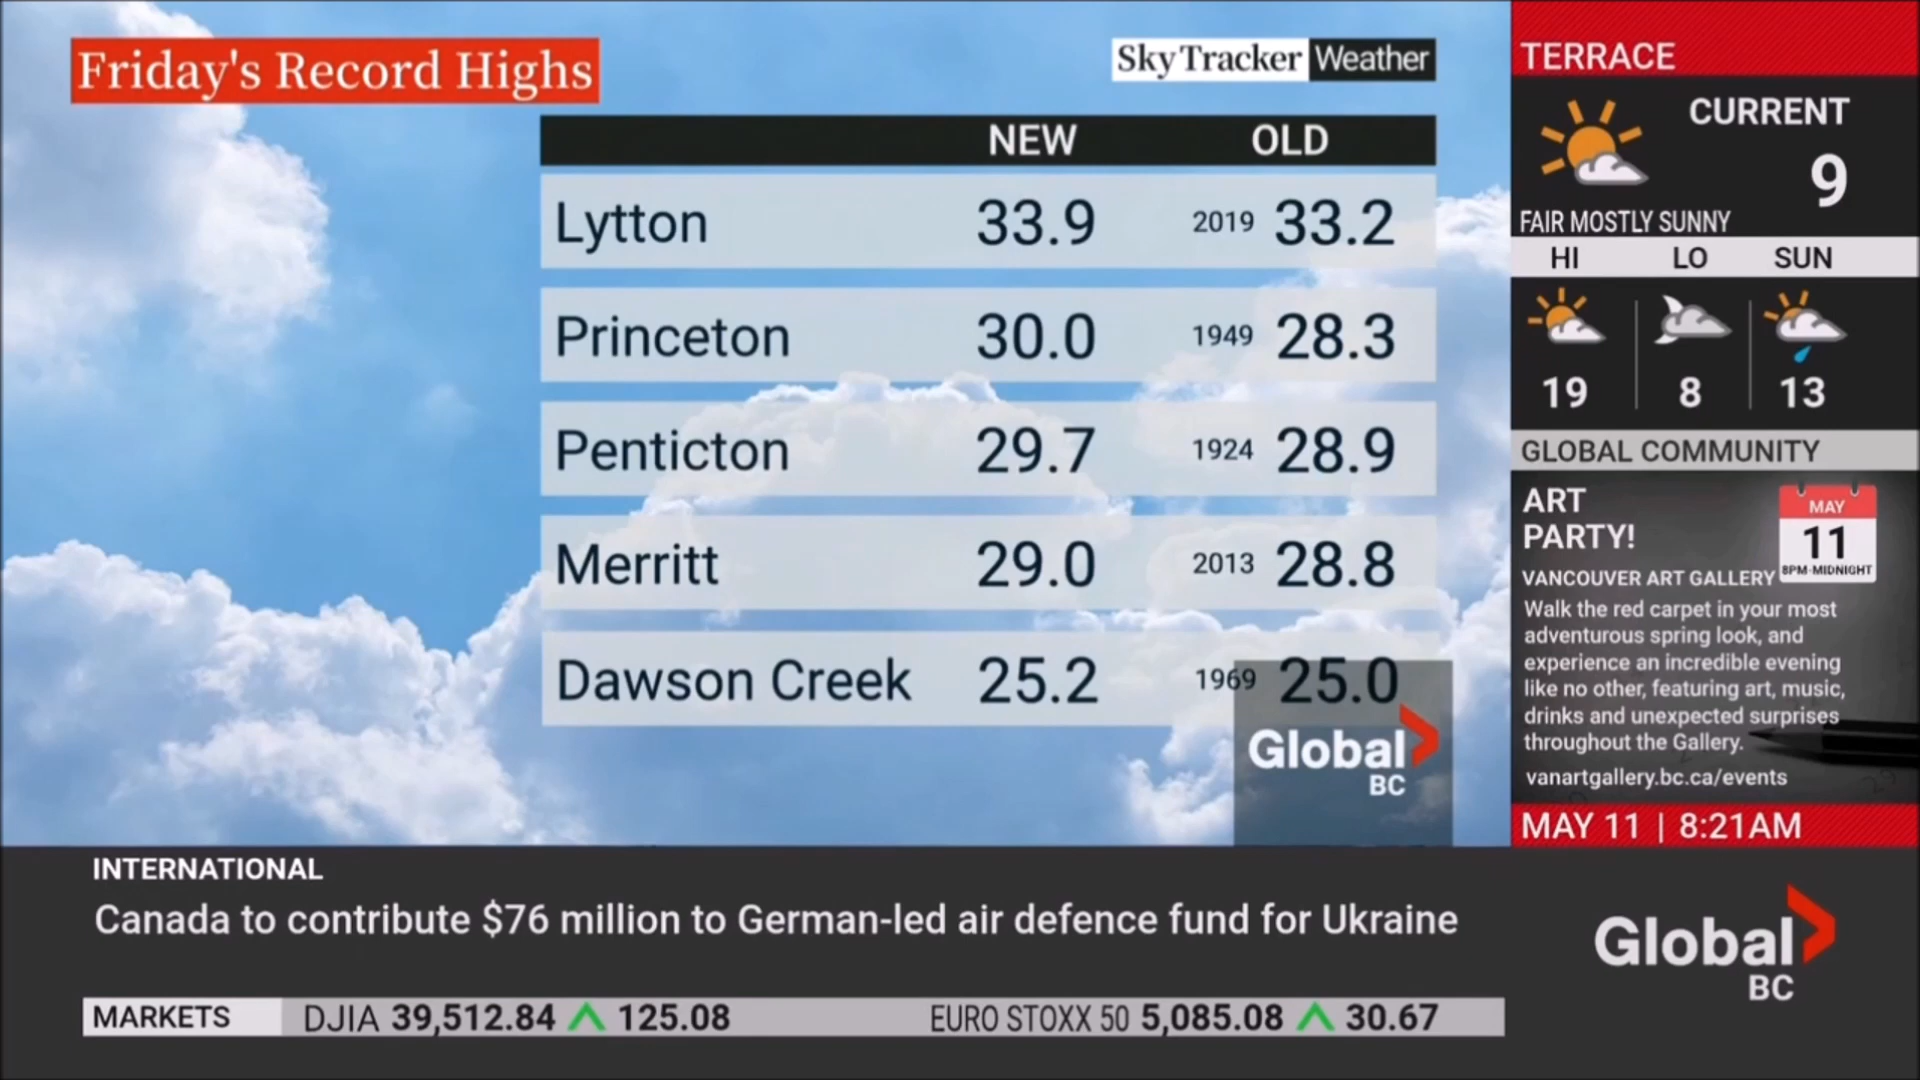 Friday's Record Highs
SkyTracker Weather
NEW OLD
Lytton 33.9 2019 33.2
Princeton 30.0 1949 28.3
Penticton 29.7 1924 28.9
Merritt 29.0 2013 28.8
Dawson Creek 25.2 1969 25.0
Global
BC
TERRACE
CURRENT
9
FAIR MOSTLY SUNNY
HI LO SUN
19 8 13
GLOBAL COMMUNITY
ART
PARTY!
MAY
11
8PM-MIDNIGHT
VANCOUVER ART GALLERY
Walk the red carpet in your most
adventurous spring look, and
experience an incredible evening
like no other, featuring art, music,
drinks and unexpected surprises
throughout the Gallery.
vanartgallery.bc.ca/events
MAY 11 | 8:21AM
INTERNATIONAL
Canada to contribute $76 million to German-led air defence fund for Ukraine
Global
BC
MARKETS DJIA 39,512.84 125.08 EURO STOXX 50 5,085.08 30.67